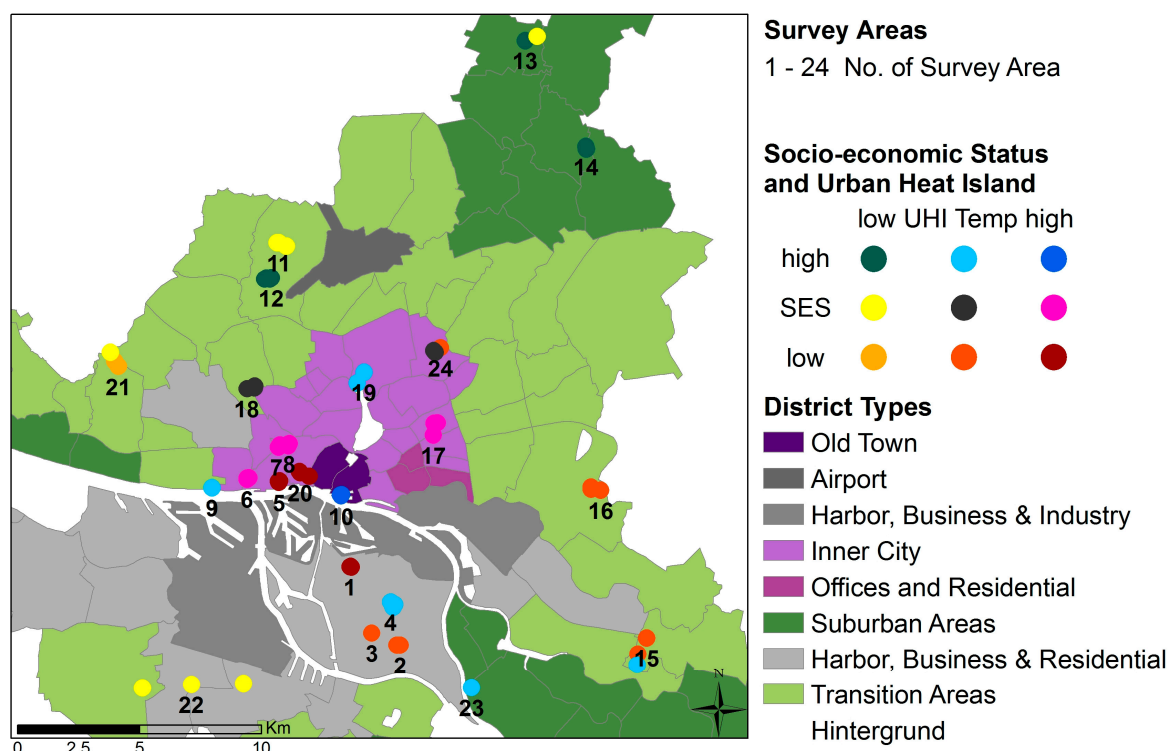 13
14
11
12
21
18
19
24
7
8
17
9
6
5
20
10
16
1
4
3
2
15
22
23
N
Km
0 2.5 5 10
Survey Areas
1 - 24 No. of Survey Area
Socio-economic Status
and Urban Heat Island
low UHI Temp high
high
SES
low
District Types
Old Town
Airport
Harbor, Business & Industry
Inner City
Offices and Residential
Suburban Areas
Harbor, Business & Residential
Transition Areas
Hintergrund